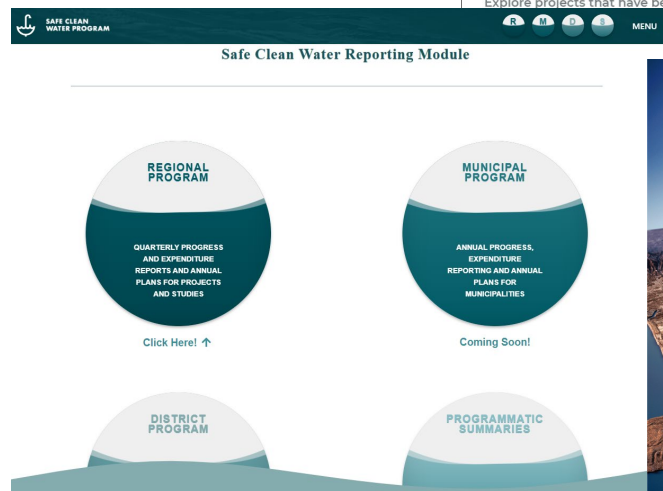 Explore projects that have be
SAFE CLEAN
WATER PROGRAM
R M D S MENU
Safe Clean Water Reporting Module
REGIONAL
PROGRAM
QUARTERLY PROGRESS
AND EXPENDITURE
REPORTS AND ANNUAL
PLANS FOR PROJECTS
AND STUDIES
Click Here! ↑
MUNICIPAL
PROGRAM
ANNUAL PROGRESS,
EXPENDITURE
REPORTING AND ANNUAL
PLANS FOR
MUNICIPALITIES
Coming Soon!
DISTRICT
PROGRAM
PROGRAMMATIC
SUMMARIES